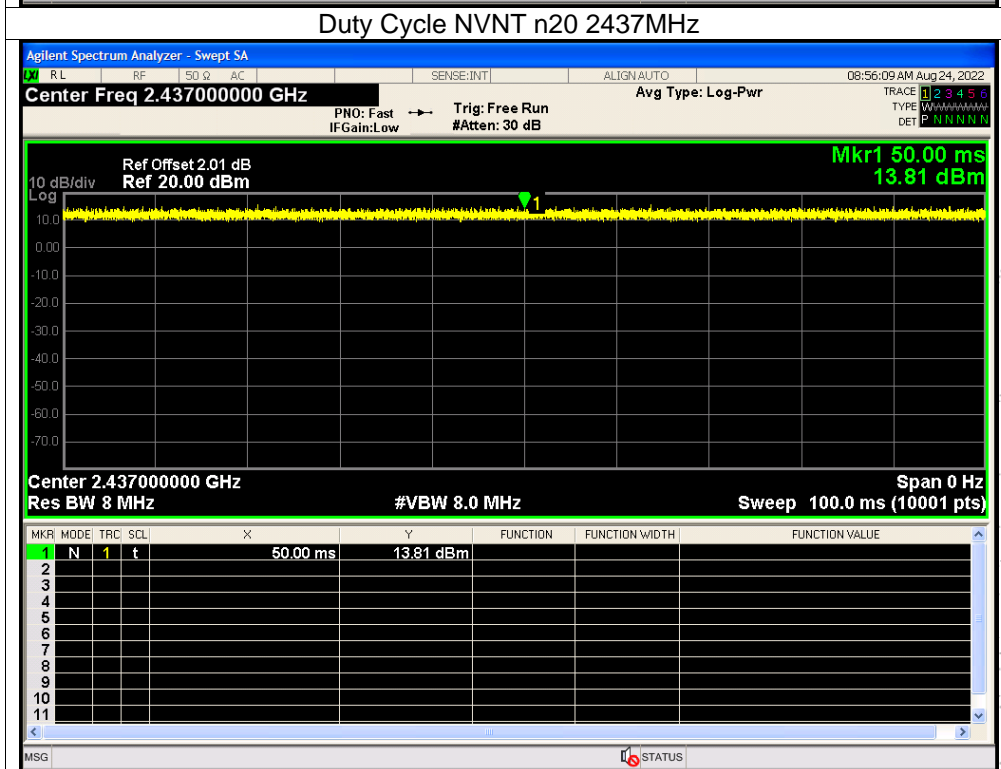 Duty Cycle NVNT n20 2437MHz
Agilent Spectrum Analyzer - Swept SA
LXI RL RF 50 Ω AC SENSE:INT ALIGN AUTO 08:56:09 AM Aug 24, 2022
Center Freq 2.437000000 GHz Avg Type: Log-Pwr TRACE 1 2 3 4 5 6
PNO: Fast Trig: Free Run TYPE WWWWWW
IFGain:Low #Atten: 30 dB DET P N N N N N
Mkr1 50.00 ms
Ref Offset 2.01 dB
10 dB/div Ref 20.00 dBm 13.81 dBm
Log
1
10.0
0.00
-10.0
-20.0
-30.0
-40.0
-50.0
-60.0
-70.0
Center 2.437000000 GHz Span 0 Hz
Res BW 8 MHz #VBW 8.0 MHz Sweep 100.0 ms (10001 pts)
MKR MODE TRC SCL X Y FUNCTION FUNCTION WIDTH FUNCTION VALUE
1 N 1 t 50.00 ms 13.81 dBm
2
3
4
5
6
7
8
9
10
11
MSG STATUS